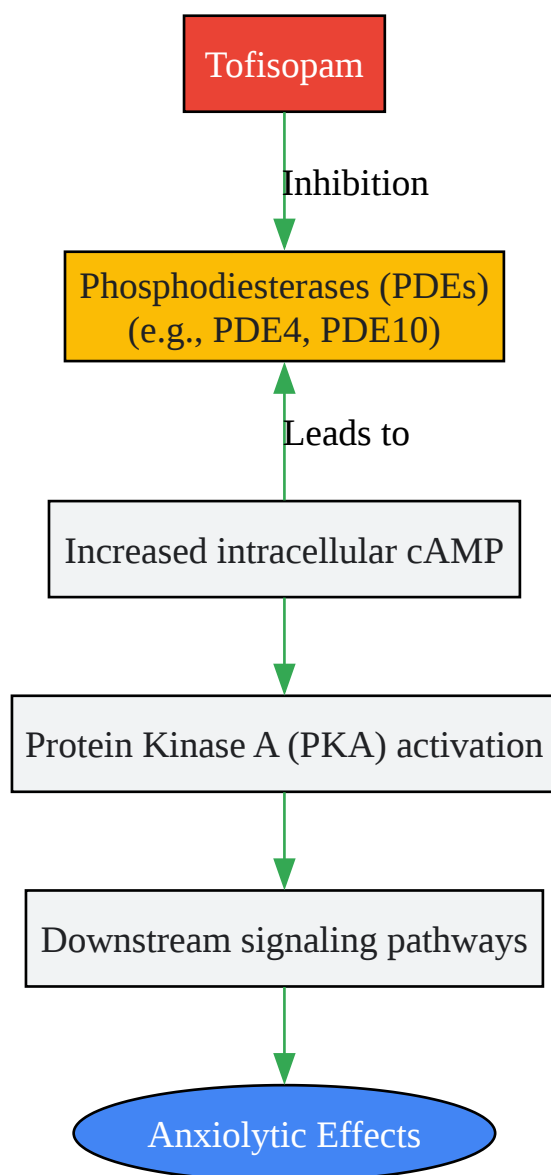 Tofisopam
Inhibition
Phosphodiesterases (PDEs)
(e.g., PDE4, PDE10)
Leads to
Increased intracellular cAMP
Protein Kinase A (PKA) activation
Downstream signaling pathways
Anxiolytic Effects